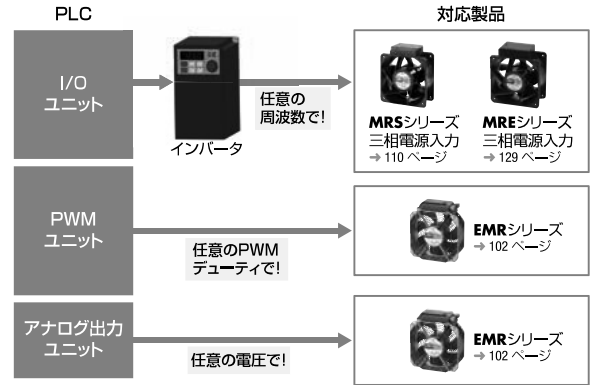 PLC
対応製品
I/O
ユニット
インバータ
任意の
周波数で!
MRSシリーズ
三相電源入力
→ 110 ページ
MREシリーズ
三相電源入力
→ 129 ページ
PWM
ユニット
任意のPWM
デューティで!
EMRシリーズ
→ 102 ページ
アナログ出力
ユニット
任意の電圧で!
EMRシリーズ
→ 102 ページ